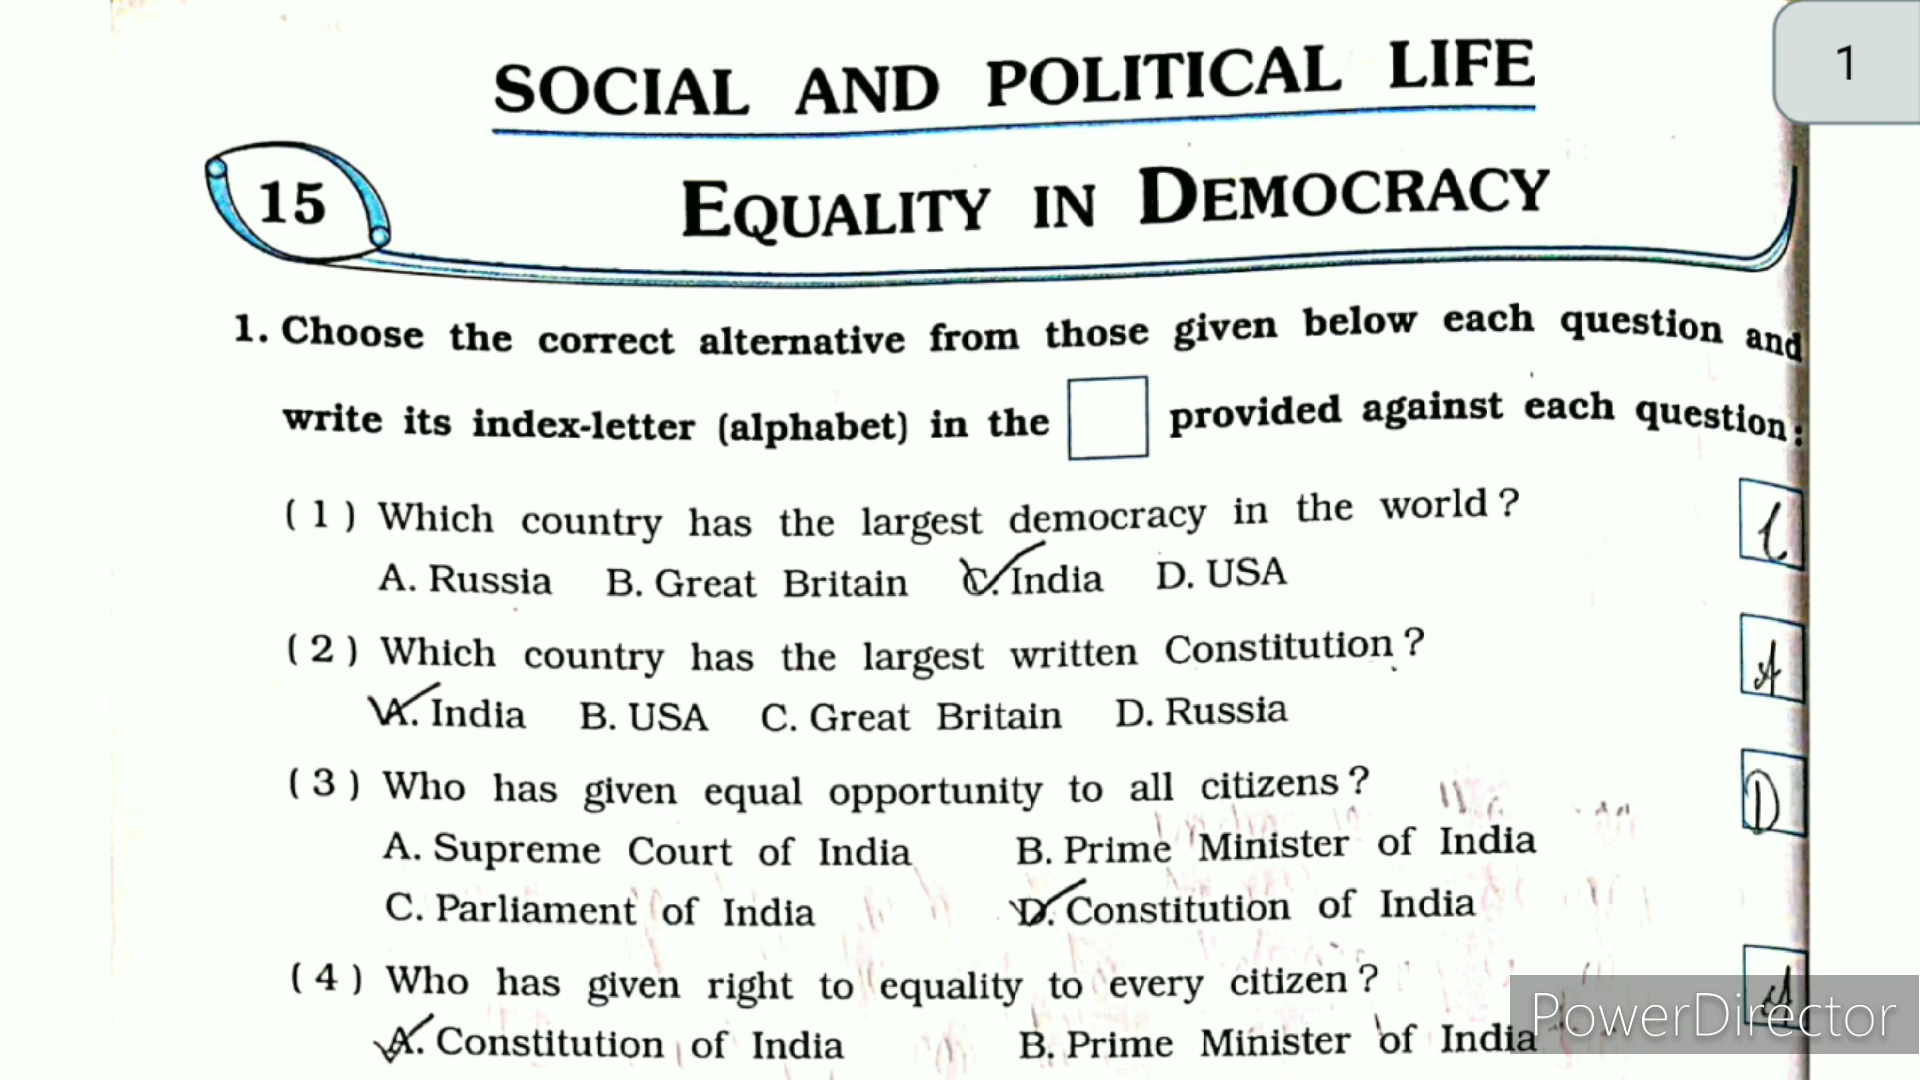 1
SOCIAL AND POLITICAL LIFE
15
EQUALITY IN DEMOCRACY
1. Choose the correct alternative from those given below each question and
write its index-letter (alphabet) in the provided against each question:
(1) Which country has the largest democracy in the world?
A. Russia B. Great Britain C. India D. USA
(2) Which country has the largest written Constitution?
A
A. India B. USA C. Great Britain D. Russia
(3) Who has given equal opportunity to all citizens?
D
A. Supreme Court of India B. Prime Minister of India
C. Parliament of India D. Constitution of India
(4) Who has given right to equality to every citizen?
A. Constitution of India B. Prime Minister of India
PowerDirector